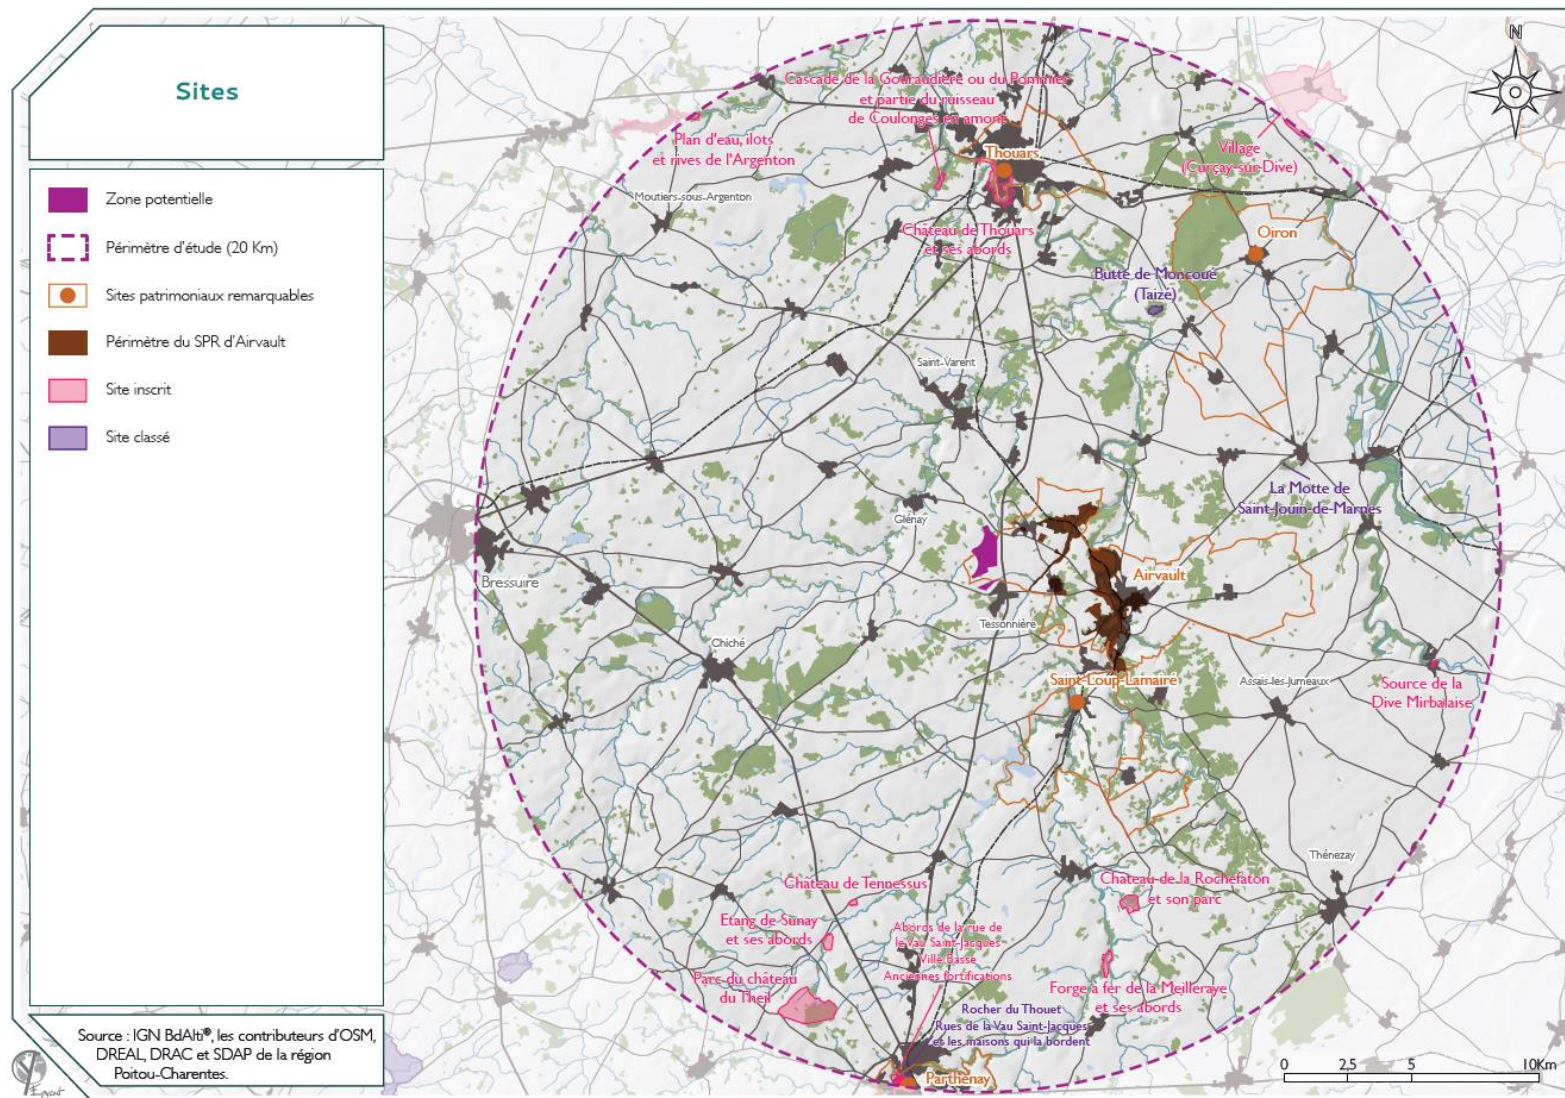 Sites
Zone potentielle
Périmètre d'étude (20 Km)
Sites patrimoniaux remarquables
Périmètre du SPR d'Airvault
Site inscrit
Site classé
Source : IGN BdAlti®, les contributeurs d'OSM,
DREAL, DRAC et SDAP de la région
Poitou-Charentes.
N
Cascade de la Gouraudière ou du Pommier
et partie du ruisseau
de Coulonges en amont
Plan d'eau, ilots
et rives de l'Argenton
Thouars
Village
(Curçay-sur-Dive)
Moutiers-sous-Argenton
Château de Thouars
et ses abords
Oiron
Butte de Moncoué
(Taizé)
Saint-Varent
La Motte de
Saint-Jouin-de-Marnes
Glénay
Bressuire
Airvault
Tessonnière
Chiché
Saint-Loup-Lamairé
Assais-les-Jumeaux
Source de la
Dive Mirbalaise
Thénezay
Château de Tennessus
Château de la Rochefaton
et son parc
Etang de Sunay
et ses abords
Abords de la rue de
le Vau Saint-Jacques
Ville Basse
Anciennes fortifications
Parc du château
du Theil
Forge à fer de la Meilleraye
et ses abords
Rocher du Thouet
Rues de la Vau Saint-Jacques
et les maisons qui la bordent
Parthenay
0 2,5 5 10Km